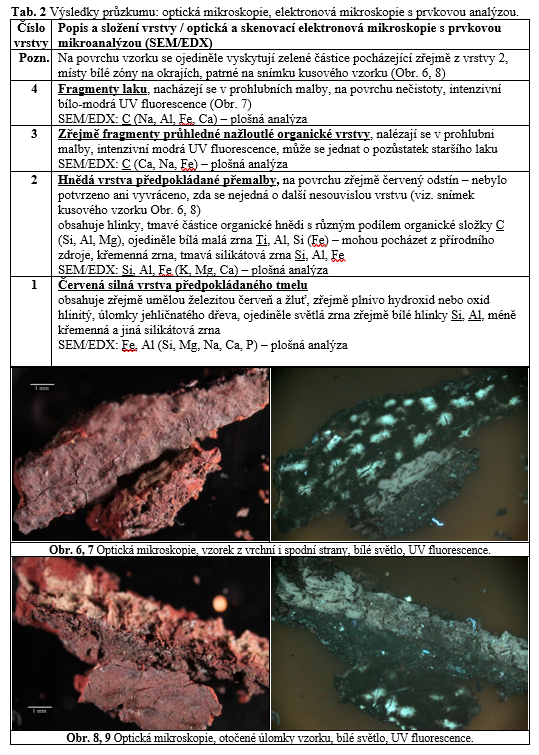 Tab. 2 Výsledky průzkumu: optická mikroskopie, elektronová mikroskopie s prvkovou analýzou.
Číslo vrstvy
Popis a složení vrstvy / optická a skenovací elektronová mikroskopie s prvkovou
mikroanalýzou (SEM/EDX)
Pozn.
Na povrchu vzorku se ojediněle vyskytují zelené částice pocházející zřejmě z vrstvy 2,
místy bílé zóny na okrajích, patrné na snímku kusového vzorku (Obr. 6, 8)
4
Fragmenty laku, nacházejí se v prohlubních malby, na povrchu nečistoty, intenzivní
bílo-modrá UV fluorescence (Obr. 7)
SEM/EDX: C (Na, Al, Fe, Ca) – plošná analýza
3
Zřejmě fragmenty průhledné nažloutlé organické vrstvy, nalézají se v prohlubni
malby, intenzivní modrá UV fluorescence, může se jednat o pozůstatek staršího laku
SEM/EDX: C (Ca, Na, Fe) – plošná analýza
2
Hnědá vrstva předpokládané přemalby, na povrchu zřejmě červený odstín – nebylo
potvrzeno ani vyvráceno, zda se nejedná o další nesouvislou vrstvu (viz. snímek
kusového vzorku Obr. 6, 8)
obsahuje hlinky, tmavé částice organické hnědi s různým podílem organické složky C
(Si, Al, Mg), ojediněle bílá malá zrna Ti, Al, Si (Fe) – mohou pocházet z přírodního
zdroje, křemenná zrna, tmavá silikátová zrna Si, Al, Fe
SEM/EDX: Si, Al, Fe (K, Mg, Ca) – plošná analýza
1
Červená silná vrstva předpokládaného tmelu
obsahuje zřejmě umělou železitou červeň a žluť, zřejmě plnivo hydroxid nebo oxid
hlinitý, úlomky jehličnatého dřeva, ojediněle světlá zrna zřejmě bílé hlinky Si, Al, méně
křemenná a jiná silikátová zrna
SEM/EDX: Fe, Al (Si, Mg, Na, Ca, P) – plošná analýza
1 mm
Obr. 6, 7 Optická mikroskopie, vzorek z vrchní i spodní strany, bílé světlo, UV fluorescence.
1 mm
Obr. 8, 9 Optická mikroskopie, otočené úlomky vzorku, bílé světlo, UV fluorescence.